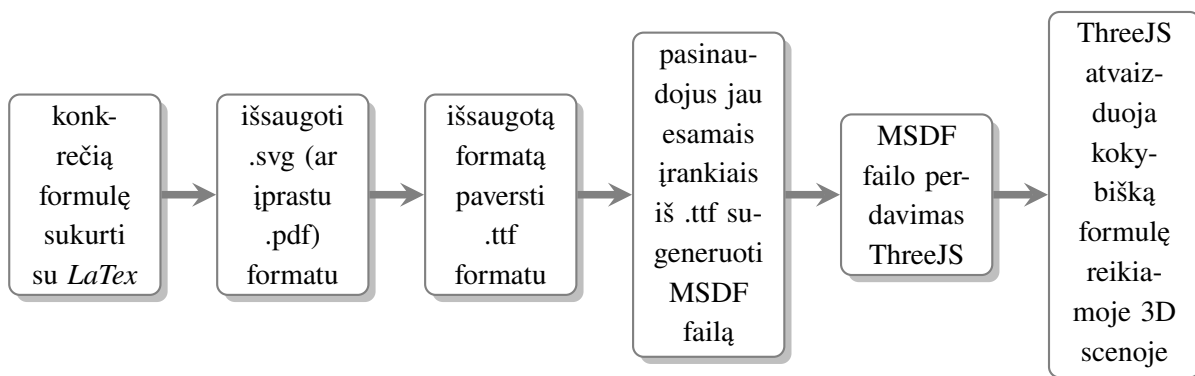 konk-
rečią
formulę
sukurti
su LaTex
išsaugoti
.svg (ar
įprastu
.pdf)
formatu
išsaugotą
formatą
paversti
.ttf
formatu
pasinau-
dojus jau
esamais
įrankiais
iš .ttf su-
generuoti
MSDF
failą
MSDF
failo per-
davimas
ThreeJS
ThreeJS
atvaiz-
duoja
koky-
bišką
formulę
reikia-
moje 3D
scenoje